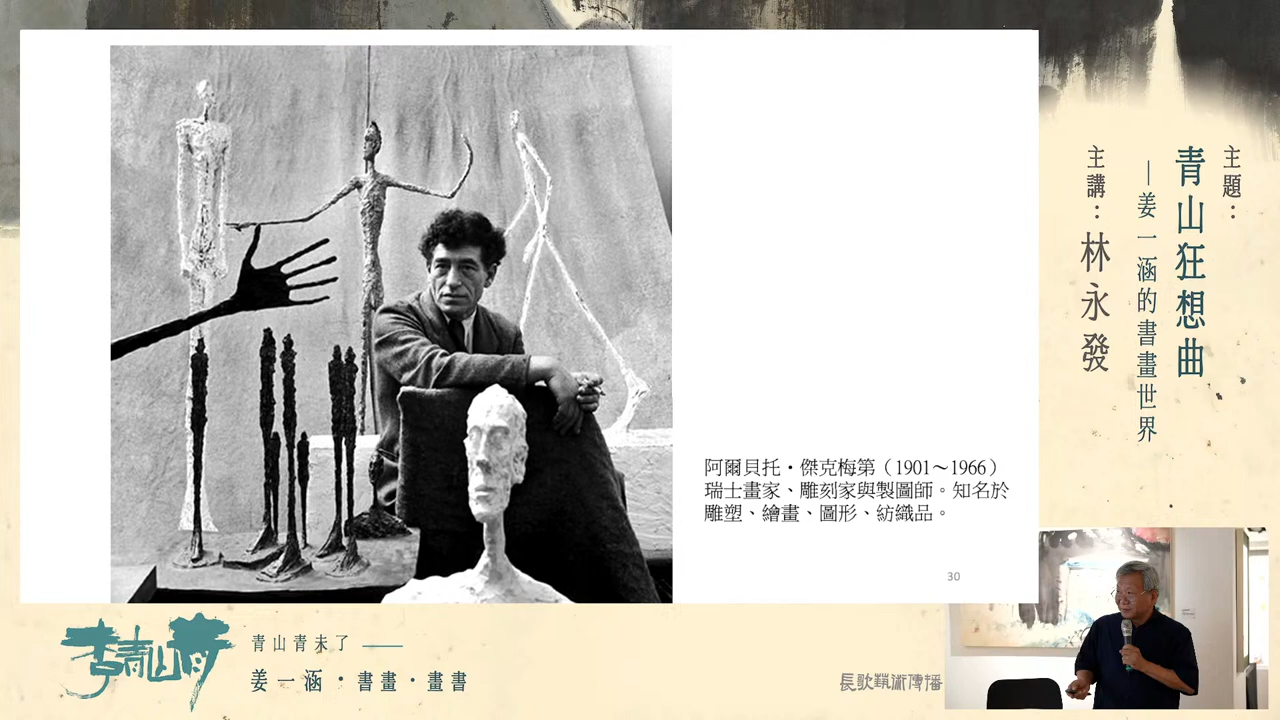 阿爾貝托・傑克梅第（1901～1966）
瑞士畫家、雕刻家與製圖師。知名於
雕塑、繪畫、圖形、紡織品。
30
主題：
青山狂想曲
—姜一涵的書畫世界
主講：林永發
青山青未了——
姜一涵・書畫・畫書
長歌藝術傳播